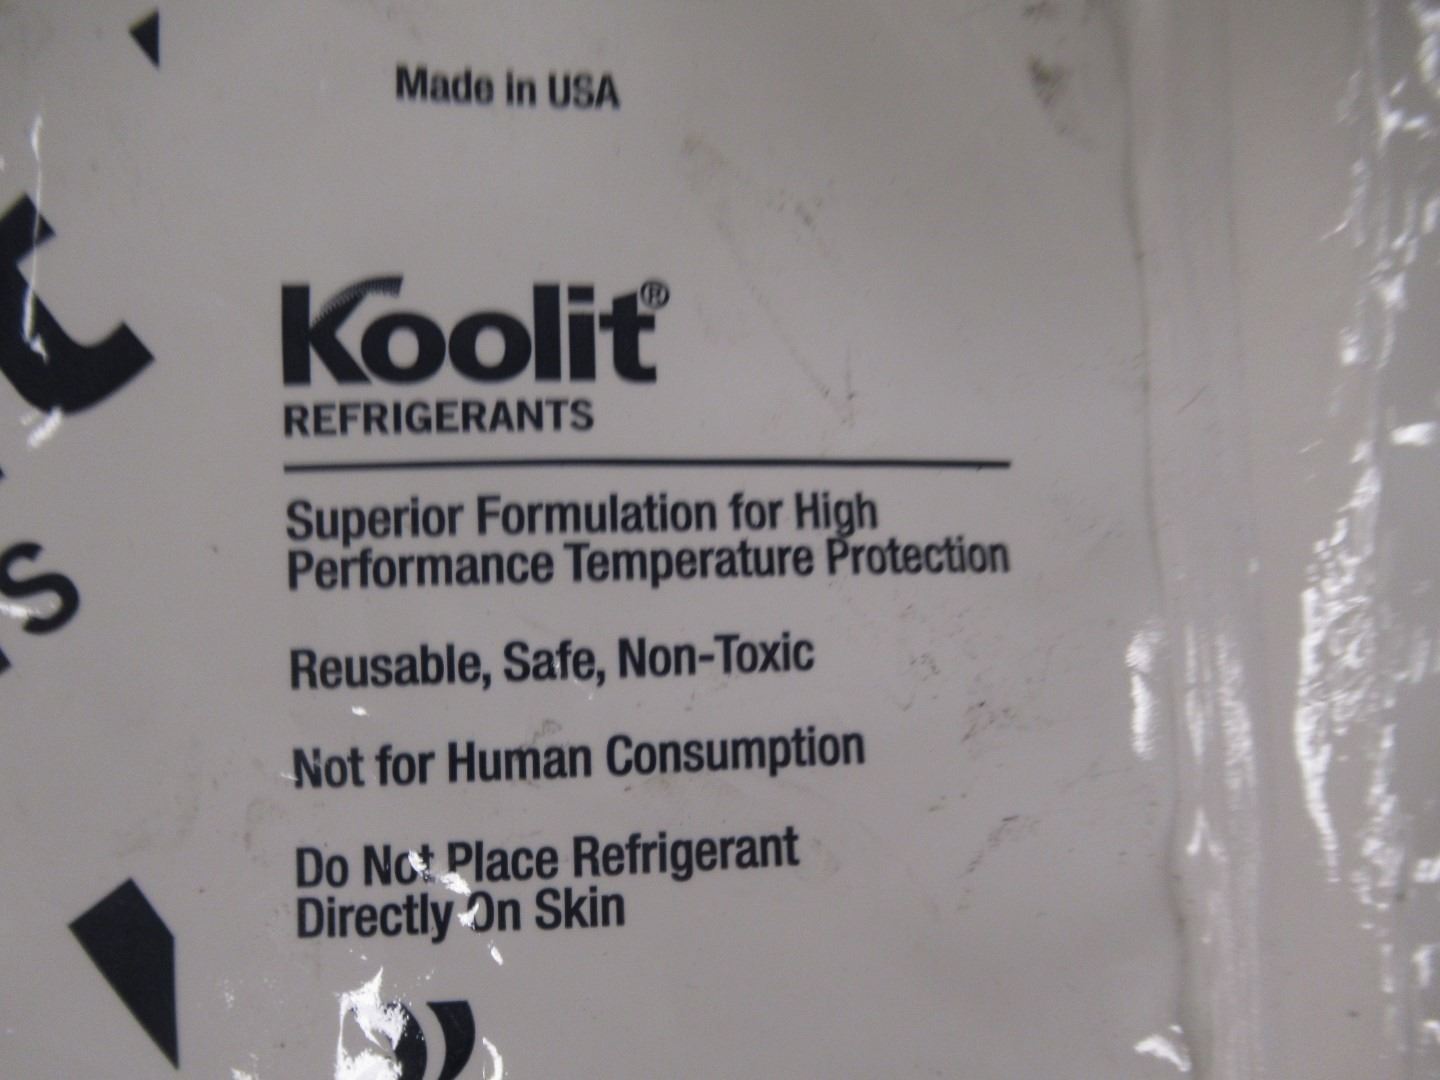 Made in USA
Koolit®
REFRIGERANTS
Superior Formulation for High
Performance Temperature Protection
Reusable, Safe, Non-Toxic
Not for Human Consumption
Do Not Place Refrigerant
Directly On Skin